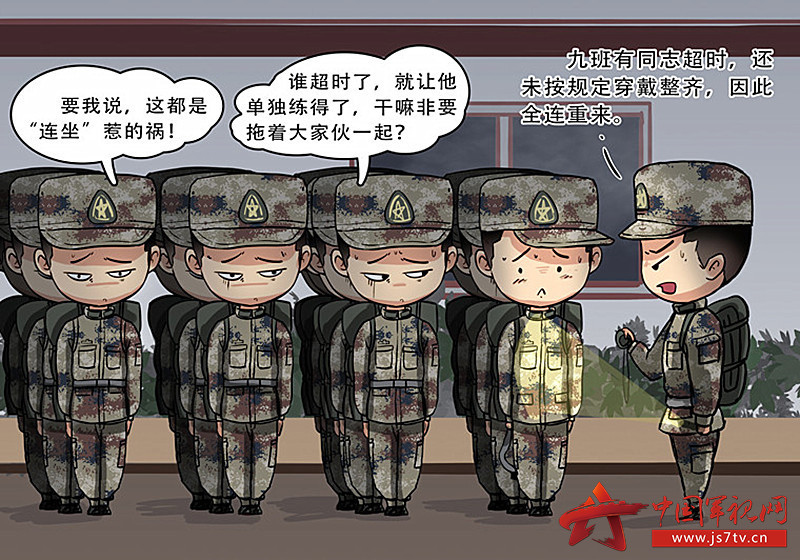 要我说，这都是
“连坐”惹的祸！
谁超时了，就让他
单独练得了，干嘛非要
拖着大家伙一起？
九班有同志超时，还
未按规定穿戴整齐，因此
全连重来。
中国军视网
www.js7tv.cn